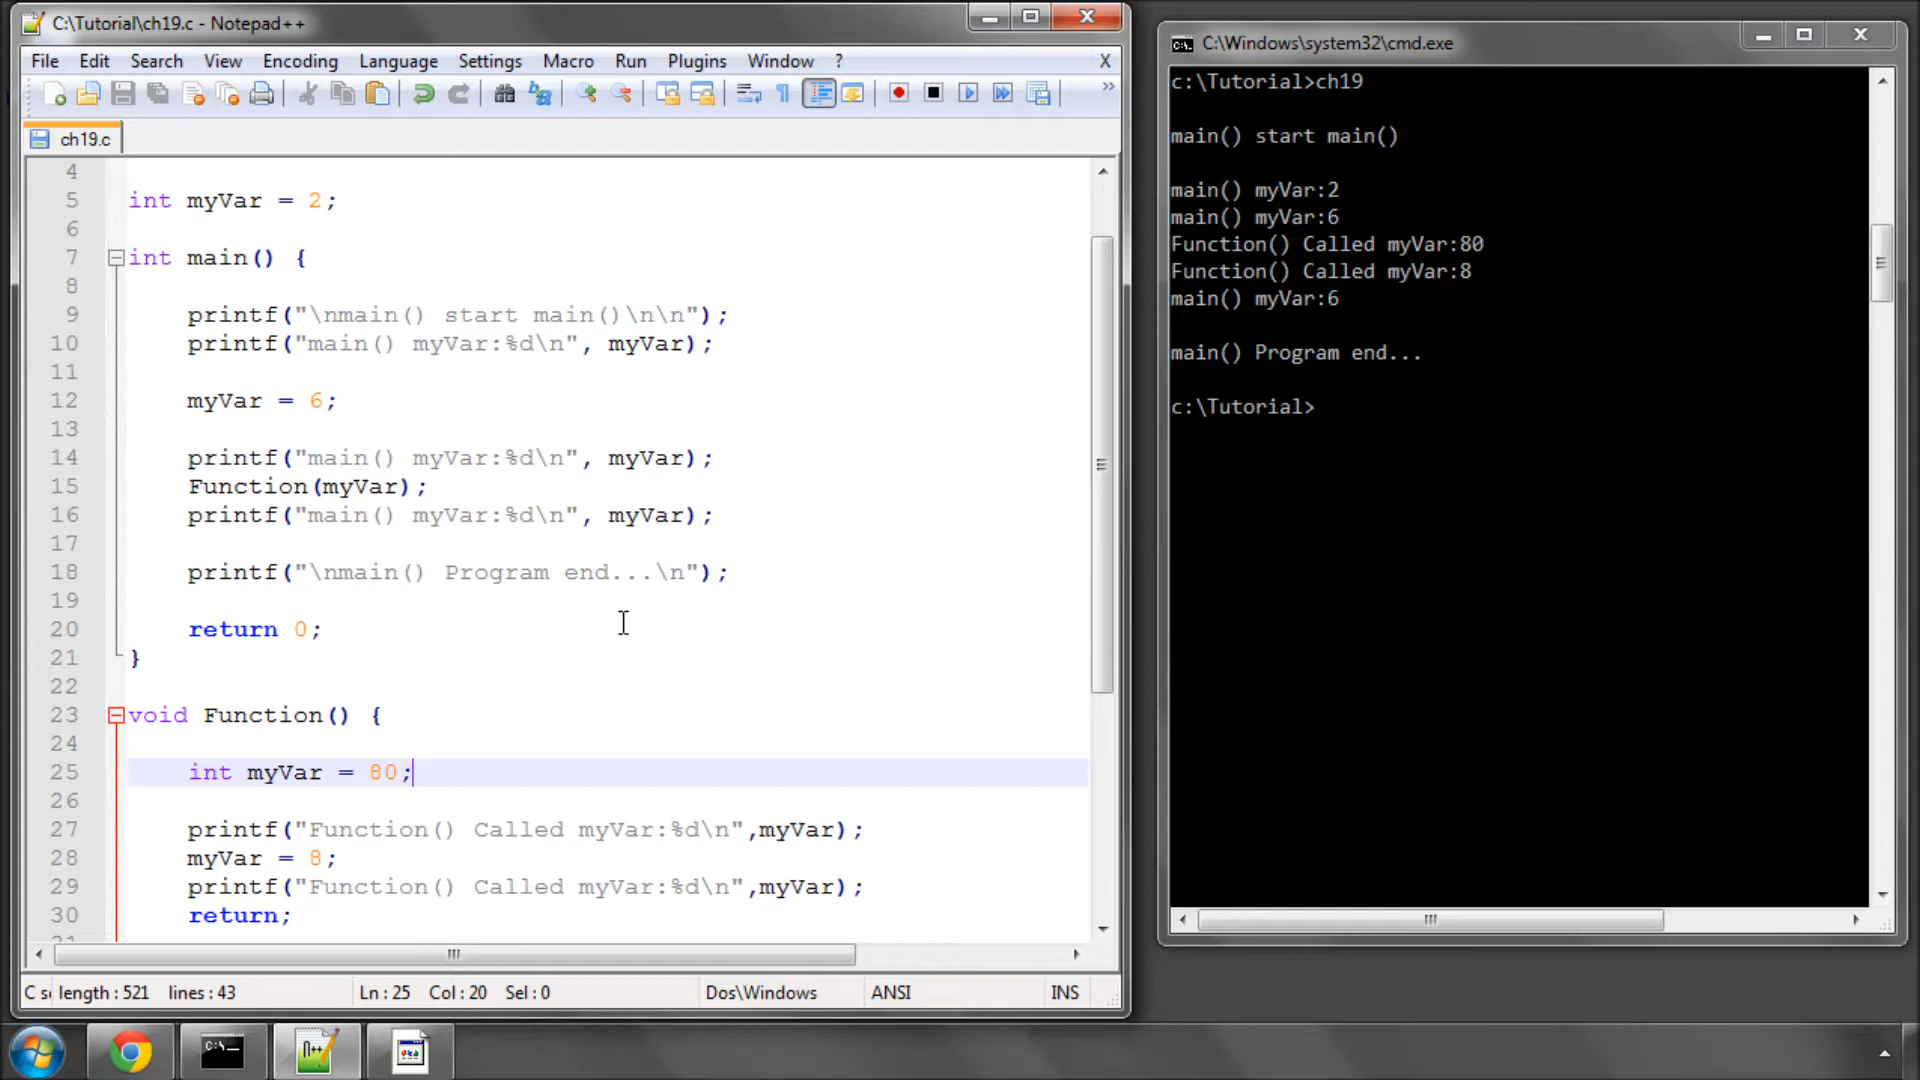 C:\Tutorial\ch19.c - Notepad++
File Edit Search View Encoding Language Settings Macro Run Plugins Window ? X
ch19.c
4
5 int myVar = 2;
6
7 int main() {
8
9 printf("\nmain() start main()\n\n");
10 printf("main() myVar:%d\n", myVar);
11
12 myVar = 6;
13
14 printf("main() myVar:%d\n", myVar);
15 Function(myVar);
16 printf("main() myVar:%d\n", myVar);
17
18 printf("\nmain() Program end...\n");
19
20 return 0;
21 }
22
23 void Function() {
24
25 int myVar = 80;
26
27 printf("Function() Called myVar:%d\n",myVar);
28 myVar = 8;
29 printf("Function() Called myVar:%d\n",myVar);
30 return;
C s length : 521 lines : 43 Ln : 25 Col : 20 Sel : 0 Dos\Windows ANSI INS
C:\Windows\system32\cmd.exe
c:\Tutorial>ch19
main() start main()
main() myVar:2
main() myVar:6
Function() Called myVar:80
Function() Called myVar:8
main() myVar:6
main() Program end...
c:\Tutorial>